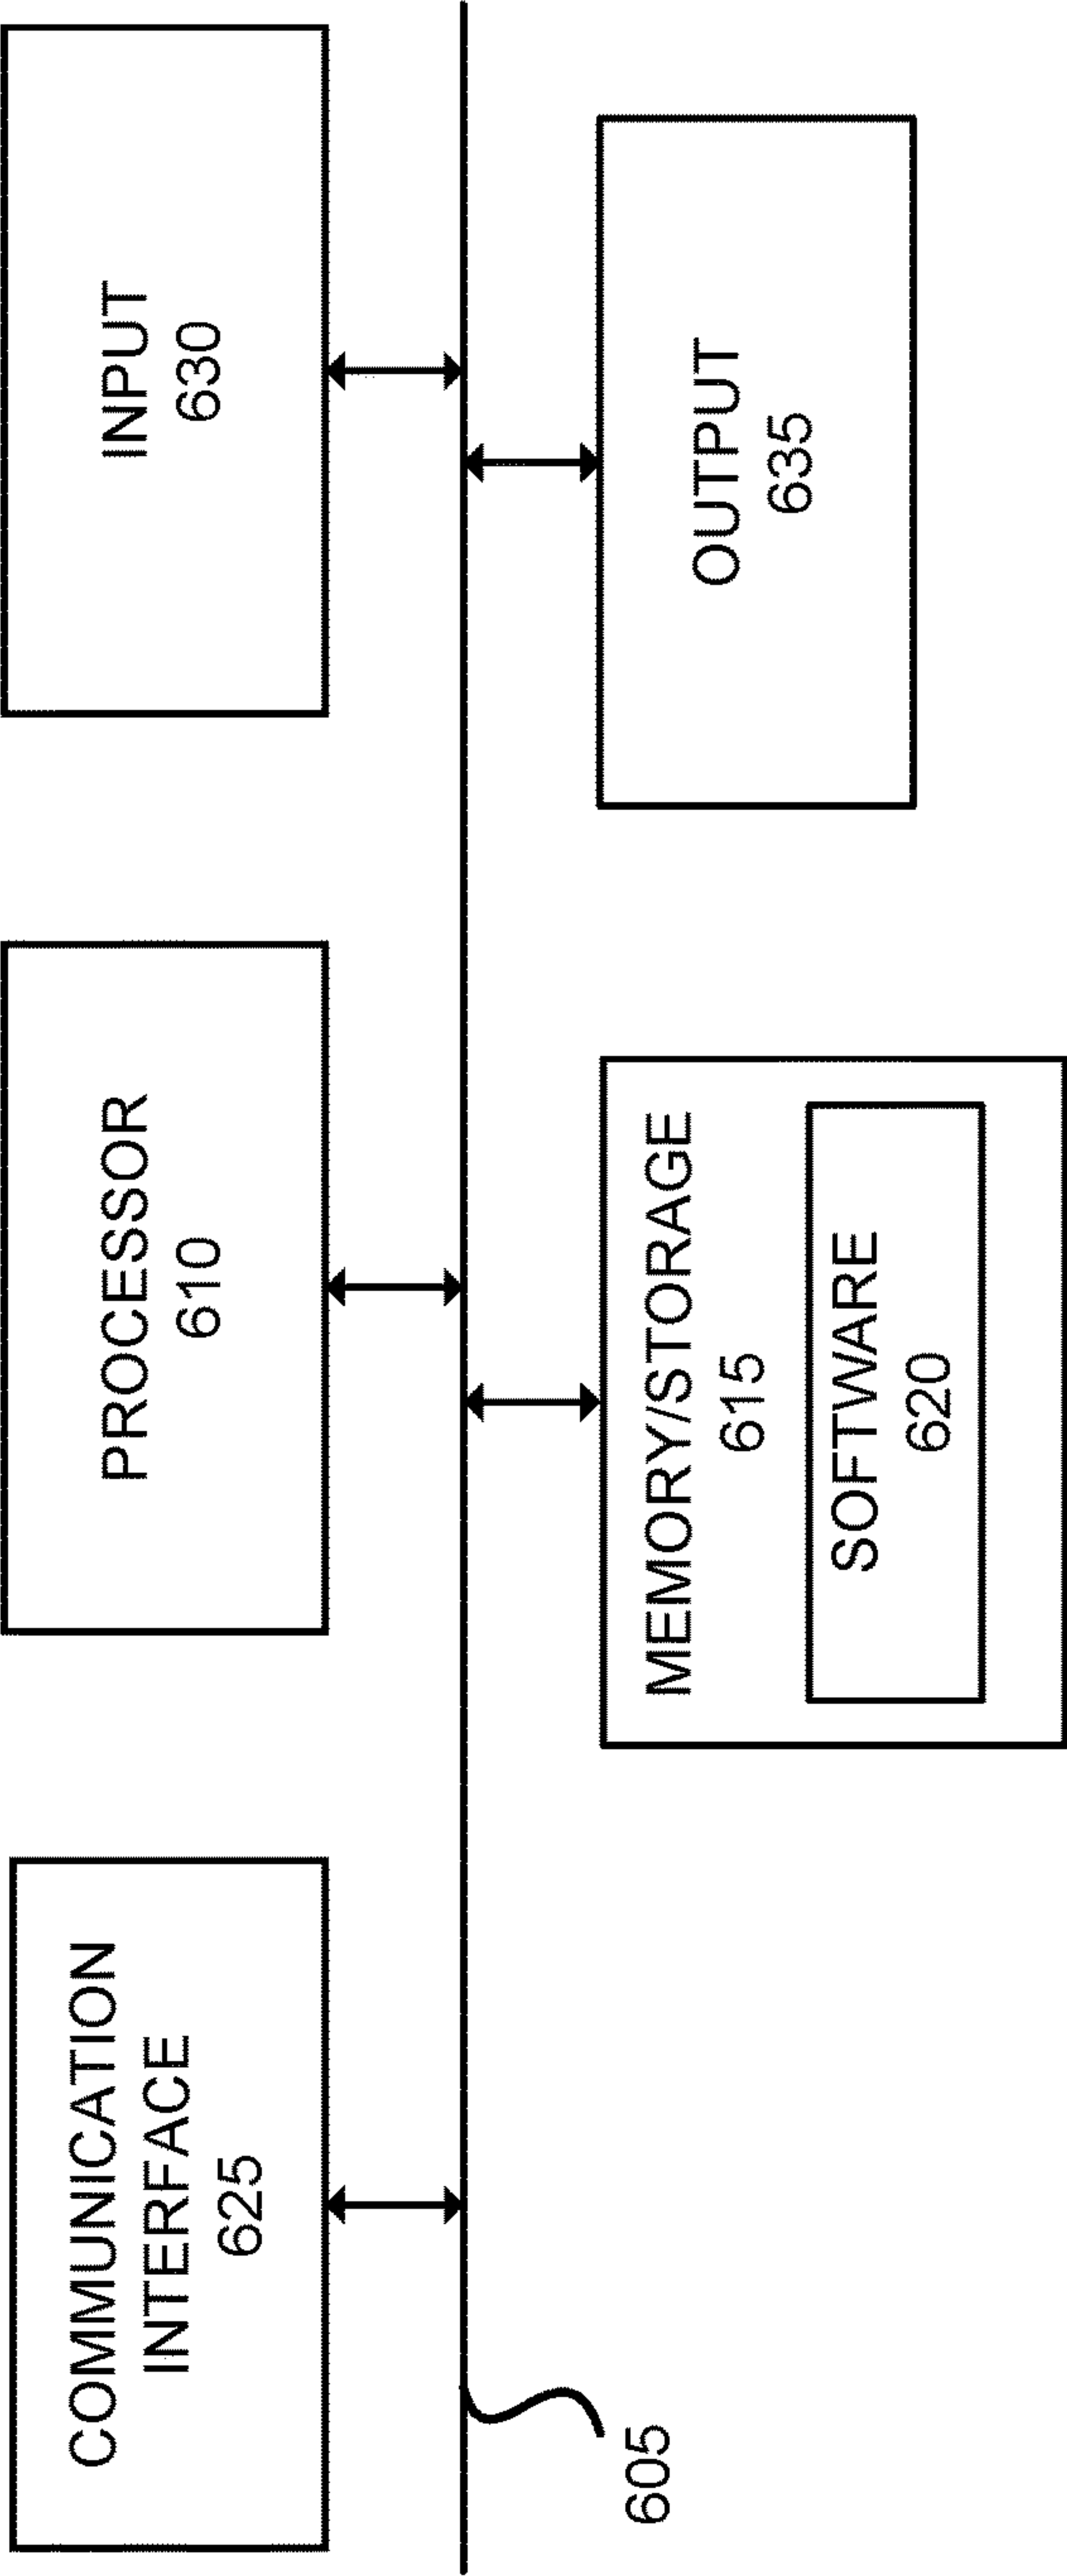 COMMUNICATION
INTERFACE
625
PROCESSOR
610
INPUT
630
605
MEMORY/STORAGE
615
SOFTWARE
620
OUTPUT
635